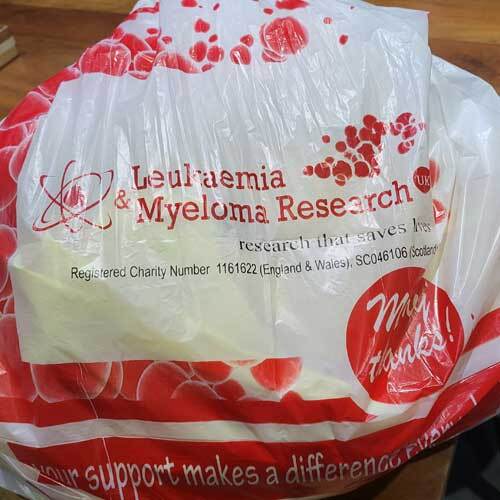 Leukaemia
& Myeloma Research UK
research that saves lives
Registered Charity Number 1161622 (England & Wales), SC046106 (Scotland
Many
thanks!
your support makes a difference every